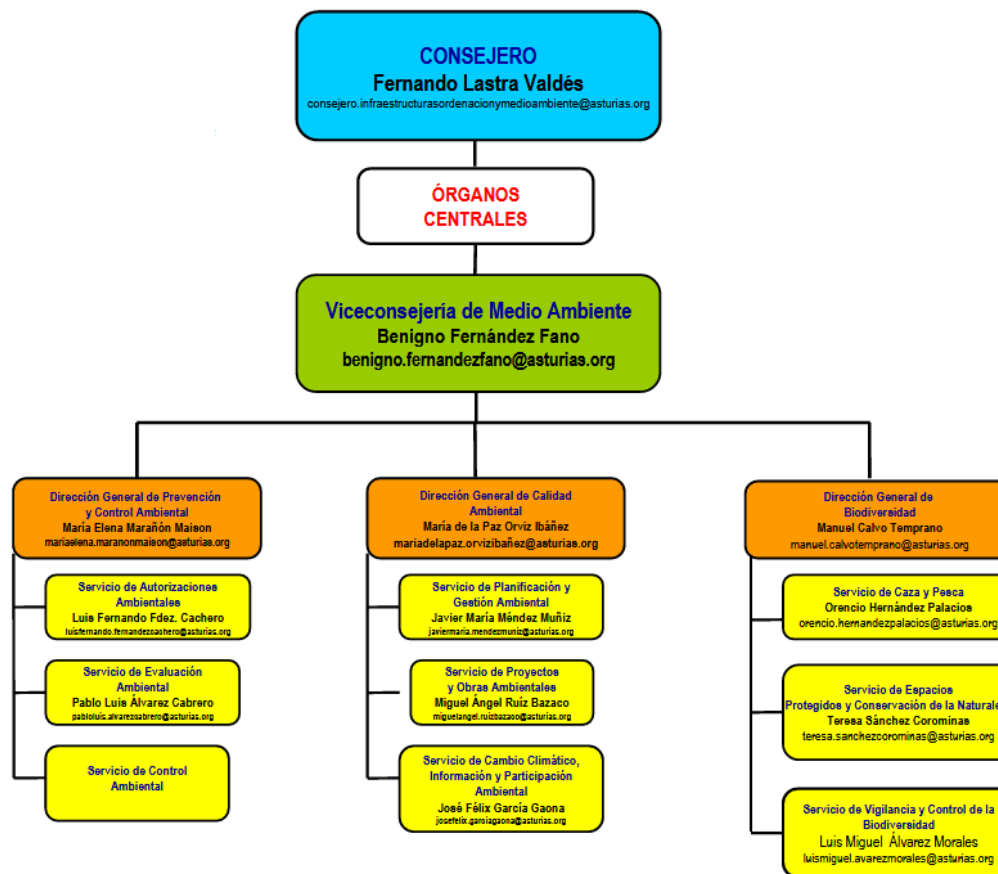 CONSEJERO
Fernando Lastra Valdés
consejero.infraestructurasordenacionymedioambiente@asturias.org
ÓRGANOS
CENTRALES
Viceconsejería de Medio Ambiente
Benigno Fernández Fano
benigno.fernandezfano@asturias.org
Dirección General de Prevención
y Control Ambiental
María Elena Marañón Maison
mariaelena.maranonmaison@asturias.org
Servicio de Autorizaciones
Ambientales
Luis Fernando Fdez. Cachero
luisfernando.fernandezcachero@asturias.org
Servicio de Evaluación
Ambiental
Pablo Luis Álvarez Cabrero
pabloluis.alvarezcabrero@asturias.org
Servicio de Control
Ambiental
Dirección General de Calidad
Ambiental
María de la Paz Orviz Ibáñez
mariadelapaz.orvizibañez@asturias.org
Servicio de Planificación y
Gestión Ambiental
Javier María Méndez Muñiz
javiermaria.mendezmuniz@asturias.org
Servicio de Proyectos
y Obras Ambientales
Miguel Ángel Ruíz Bazaco
miguelangel.ruizbazaco@asturias.org
Servicio de Cambio Climático,
Información y Participación
Ambiental
José Félix García Gaona
josefelix.garciagaona@asturias.org
Dirección General de
Biodiversidad
Manuel Calvo Temprano
manuel.calvotemprano@asturias.org
Servicio de Caza y Pesca
Orencio Hernández Palacios
orencio.hernandezpalacios@asturias.org
Servicio de Espacios
Protegidos y Conservación de la Naturale
Teresa Sánchez Corominas
teresa.sanchezcorominas@asturias.org
Servicio de Vigilancia y Control de la
Biodiversidad
Luis Miguel Álvarez Morales
luismiguel.avarezmorales@asturias.org